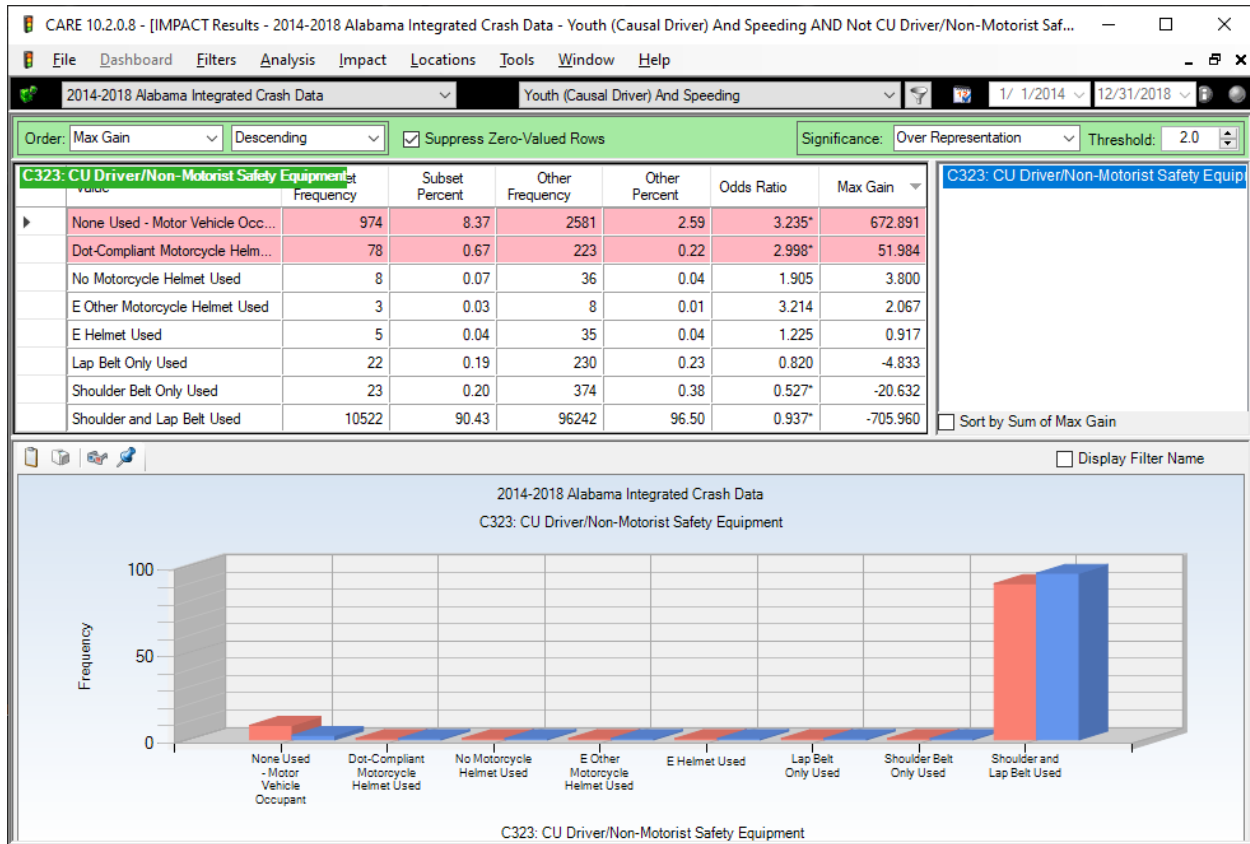 CARE 10.2.0.8 - [IMPACT Results - 2014-2018 Alabama Integrated Crash Data - Youth (Causal Driver) And Speeding AND Not CU Driver/Non-Motorist Saf...
File Dashboard Filters Analysis Impact Locations Tools Window Help
2014-2018 Alabama Integrated Crash Data Youth (Causal Driver) And Speeding 1/ 1/2014 12/31/2018
Order: Max Gain Descending Suppress Zero-Valued Rows Significance: Over Representation Threshold: 2.0
C323: CU Driver/Non-Motorist Safety Equipment Frequency Subset Percent Other Frequency Other Percent Odds Ratio Max Gain C323: CU Driver/Non-Motorist Safety Equip
None Used - Motor Vehicle Occ... 974 8.37 2581 2.59 3.235* 672.891
Dot-Compliant Motorcycle Helm... 78 0.67 223 0.22 2.998* 51.984
No Motorcycle Helmet Used 8 0.07 36 0.04 1.905 3.800
E Other Motorcycle Helmet Used 3 0.03 8 0.01 3.214 2.067
E Helmet Used 5 0.04 35 0.04 1.225 0.917
Lap Belt Only Used 22 0.19 230 0.23 0.820 -4.833
Shoulder Belt Only Used 23 0.20 374 0.38 0.527* -20.632
Shoulder and Lap Belt Used 10522 90.43 96242 96.50 0.937* -705.960
Sort by Sum of Max Gain
Display Filter Name
2014-2018 Alabama Integrated Crash Data
C323: CU Driver/Non-Motorist Safety Equipment
100
50
0
Frequency
None Used - Motor Vehicle Occupant
Dot-Compliant Motorcycle Helmet Used
No Motorcycle Helmet Used
E Other Motorcycle Helmet Used
E Helmet Used
Lap Belt Only Used
Shoulder Belt Only Used
Shoulder and Lap Belt Used
C323: CU Driver/Non-Motorist Safety Equipment